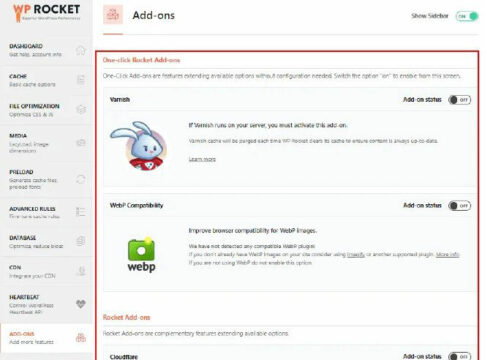 WP ROCKET
Superior WordPress Performance
Add-ons
Show Sidebar ON
DASHBOARD
Get help, account info
CACHE
Basic cache options
FILE OPTIMIZATION
Optimize CSS & JS
MEDIA
LazyLoad, image
dimensions
PRELOAD
Generate cache files,
preload fonts
ADVANCED RULES
Fine-tune cache rules
DATABASE
Optimize, reduce bloat
CDN
Integrate your CDN
HEARTBEAT
Control WordPress
Heartbeat API
ADD-ONS
Add more features
One-click Rocket Add-ons
One-Click Add-ons are features extending available options without configuration needed. Switch the option "on" to enable from this screen.
Varnish
Add-on status OFF
If Varnish runs on your server, you must activate this add-on.
Varnish cache will be purged each time WP Rocket clears its cache to ensure content is always up-to-date.
Learn more
WebP Compatibility
Add-on status OFF
Improve browser compatibility for WebP images.
We have not detected any compatible WebP plugin!
If you don't already have WebP images on your site consider using Imagify or another supported plugin. More info
If you are not using WebP do not enable this option.
webp
Rocket Add-ons
Rocket Add-ons are complementary features extending available options.
Cloudflare
Add-on status OFF